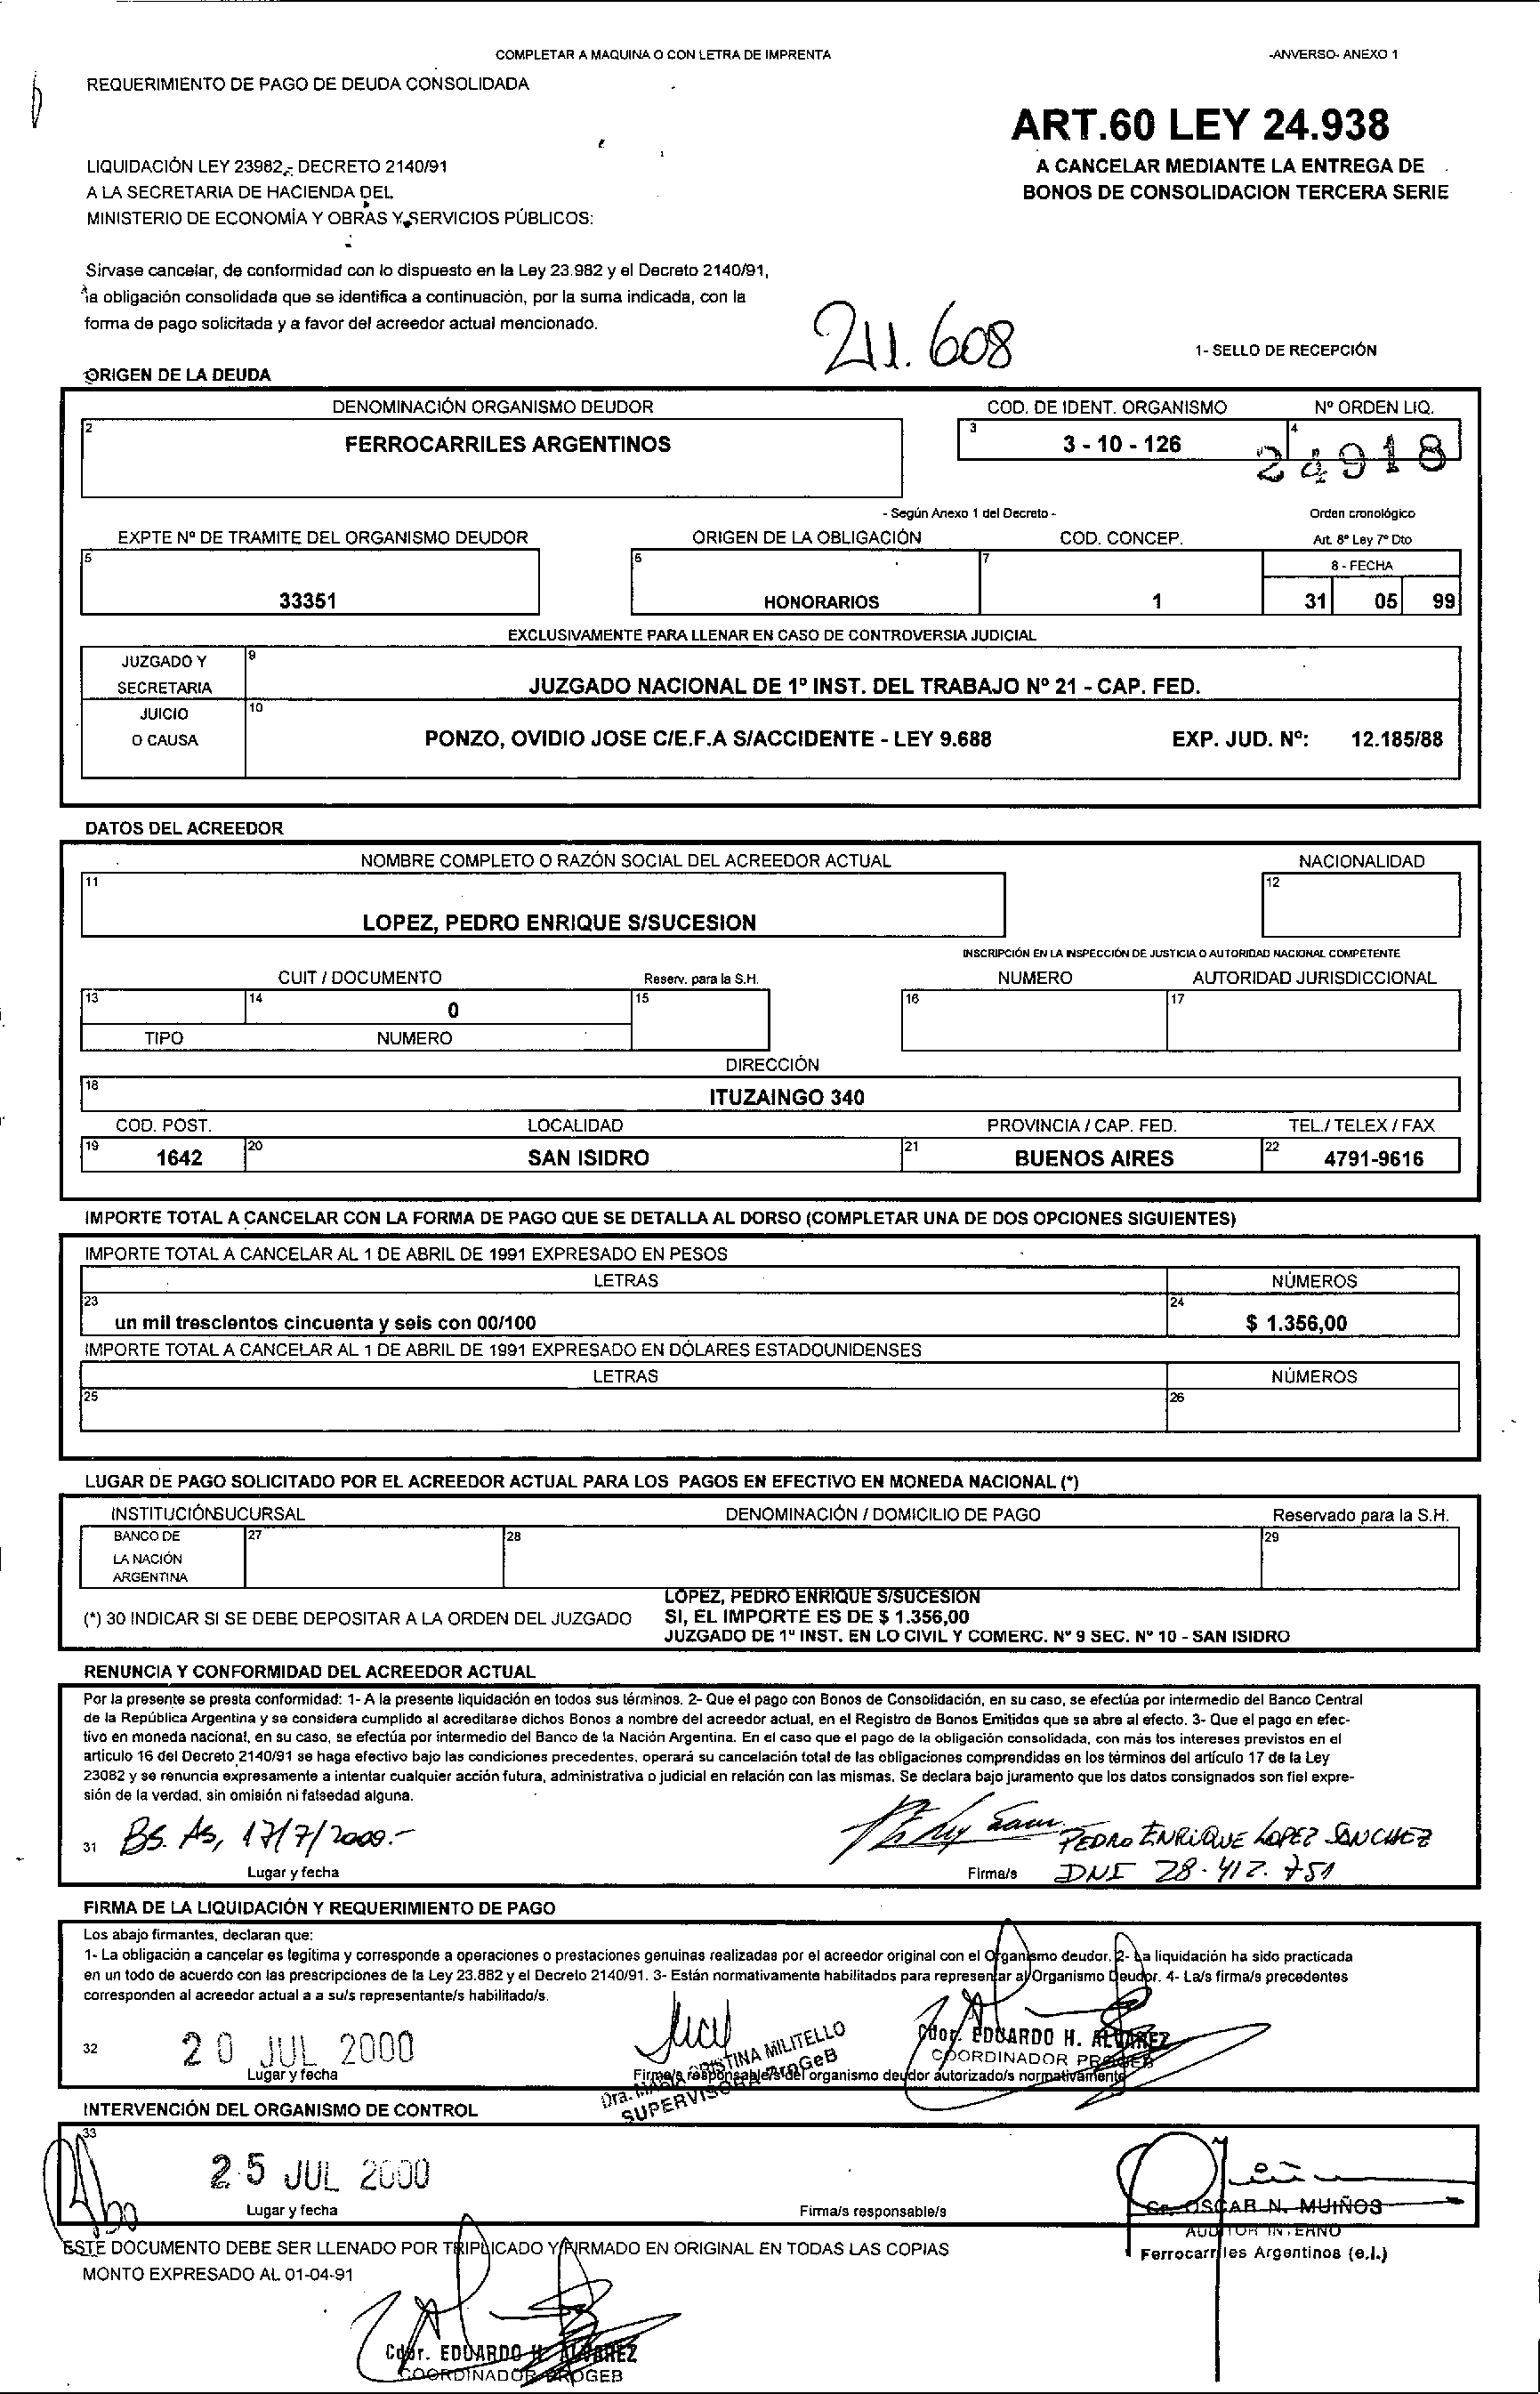 COMPLETAR A MAQUINA O CON LETRA DE IMPRENTA
-ANVERSO- ANEXO 1
REQUERIMIENTO DE PAGO DE DEUDA CONSOLIDADA
ART.60 LEY 24.938
LIQUIDACIÓN LEY 23982,- DECRETO 2140/91
A CANCELAR MEDIANTE LA ENTREGA DE
A LA SECRETARIA DE HACIENDA DEL
BONOS DE CONSOLIDACION TERCERA SERIE
MINISTERIO DE ECONOMÍA Y OBRAS Y SERVICIOS PÚBLICOS:
Sírvase cancelar, de conformidad con lo dispuesto en la Ley 23.982 y el Decreto 2140/91,
la obligación consolidada que se identifica a continuación, por la suma indicada, con la
forma de pago solicitada y a favor del acreedor actual mencionado.
211.608
1- SELLO DE RECEPCIÓN
ORIGEN DE LA DEUDA
DENOMINACIÓN ORGANISMO DEUDOR COD. DE IDENT. ORGANISMO Nº ORDEN LIQ.
2 FERROCARRILES ARGENTINOS 3 3 - 10 - 126 4 24918
- Según Anexo 1 del Decreto - Orden cronológico
EXPTE Nº DE TRAMITE DEL ORGANISMO DEUDOR ORIGEN DE LA OBLIGACIÓN COD. CONCEP. Art. 8º Ley 7º Dto
5 6 7 8 - FECHA
33351 HONORARIOS 1 31 05 99
EXCLUSIVAMENTE PARA LLENAR EN CASO DE CONTROVERSIA JUDICIAL
JUZGADO Y 9
SECRETARIA JUZGADO NACIONAL DE 1º INST. DEL TRABAJO Nº 21 - CAP. FED.
JUICIO 10
O CAUSA PONZO, OVIDIO JOSE C/E.F.A S/ACCIDENTE - LEY 9.688 EXP. JUD. Nº: 12.185/88
DATOS DEL ACREEDOR
NOMBRE COMPLETO O RAZÓN SOCIAL DEL ACREEDOR ACTUAL NACIONALIDAD
11 12
LOPEZ, PEDRO ENRIQUE S/SUCESION
INSCRIPCIÓN EN LA INSPECCIÓN DE JUSTICIA O AUTORIDAD NACIONAL COMPETENTE
CUIT / DOCUMENTO Reserv. para la S.H. NUMERO AUTORIDAD JURISDICCIONAL
13 14 0 15 16 17
TIPO NUMERO
DIRECCIÓN
18 ITUZAINGO 340
COD. POST. LOCALIDAD PROVINCIA / CAP. FED. TEL./ TELEX / FAX
19 1642 20 SAN ISIDRO 21 BUENOS AIRES 22 4791-9616
IMPORTE TOTAL A CANCELAR CON LA FORMA DE PAGO QUE SE DETALLA AL DORSO (COMPLETAR UNA DE DOS OPCIONES SIGUIENTES)
IMPORTE TOTAL A CANCELAR AL 1 DE ABRIL DE 1991 EXPRESADO EN PESOS
LETRAS NÚMEROS
23 24
un mil trescientos cincuenta y seis con 00/100 $ 1.356,00
IMPORTE TOTAL A CANCELAR AL 1 DE ABRIL DE 1991 EXPRESADO EN DÓLARES ESTADOUNIDENSES
LETRAS NÚMEROS
25 26
LUGAR DE PAGO SOLICITADO POR EL ACREEDOR ACTUAL PARA LOS PAGOS EN EFECTIVO EN MONEDA NACIONAL (*)
INSTITUCIÓNSUCURSAL DENOMINACIÓN / DOMICILIO DE PAGO Reservado para la S.H.
BANCO DE 27 28 29
LA NACIÓN
ARGENTINA
LOPEZ, PEDRO ENRIQUE S/SUCESION
(*) 30 INDICAR SI SE DEBE DEPOSITAR A LA ORDEN DEL JUZGADO SI, EL IMPORTE ES DE $ 1.356,00
JUZGADO DE 1º INST. EN LO CIVIL Y COMERC. Nº 9 SEC. Nº 10 - SAN ISIDRO
RENUNCIA Y CONFORMIDAD DEL ACREEDOR ACTUAL
Por la presente se presta conformidad: 1- A la presente liquidación en todos sus términos. 2- Que el pago con Bonos de Consolidación, en su caso, se efectúa por intermedio del Banco Central
de la República Argentina y se considera cumplido al acreditarse dichos Bonos a nombre del acreedor actual, en el Registro de Bonos Emitidos que se abre al efecto. 3- Que el pago en efec-
tivo en moneda nacional, en su caso, se efectúa por intermedio del Banco de la Nación Argentina. En el caso que el pago de la obligación consolidada, con más los intereses previstos en el
artículo 16 del Decreto 2140/91 se haga efectivo bajo las condiciones precedentes, operará su cancelación total de las obligaciones comprendidas en los términos del artículo 17 de la Ley
23082 y se renuncia expresamente a intentar cualquier acción futura, administrativa o judicial en relación con las mismas. Se declara bajo juramento que los datos consignados son fiel expre-
sión de la verdad, sin omisión ni falsedad alguna.
31 Bs. As, 17/7/2000.- PEDRO ENRIQUE LOPEZ SANCHEZ
Lugar y fecha Firma/s DNI 28.412.751
FIRMA DE LA LIQUIDACIÓN Y REQUERIMIENTO DE PAGO
Los abajo firmantes, declaran que:
1- La obligación a cancelar es legítima y corresponde a operaciones o prestaciones genuinas realizadas por el acreedor original con el Organismo deudor. 2- La liquidación ha sido practicada
en un todo de acuerdo con las prescripciones de la Ley 23.882 y el Decreto 2140/91. 3- Están normativamente habilitados para representar al Organismo Deudor. 4- La/s firma/s precedentes
corresponden al acreedor actual a a su/s representante/s habilitado/s.
32 20 JUL 2000
Dra. MARIA CRISTINA MILITELLO
SUPERVISORA ProGeB
Cdor. EDUARDO H. ALVAREZ
COORDINADOR PROGEB
Lugar y fecha Firma/s responsable/s del organismo deudor autorizado/s normativamente
INTERVENCIÓN DEL ORGANISMO DE CONTROL
33
25 JUL 2000
Lugar y fecha Firma/s responsable/s
Cr. OSCAR N. MUIÑOS
AUDITOR INTERNO
Ferrocarriles Argentinos (e.l.)
ESTE DOCUMENTO DEBE SER LLENADO POR TRIPLICADO Y FIRMADO EN ORIGINAL EN TODAS LAS COPIAS
MONTO EXPRESADO AL 01-04-91
Cdor. EDUARDO H. ALVAREZ
COORDINADOR PROGEB